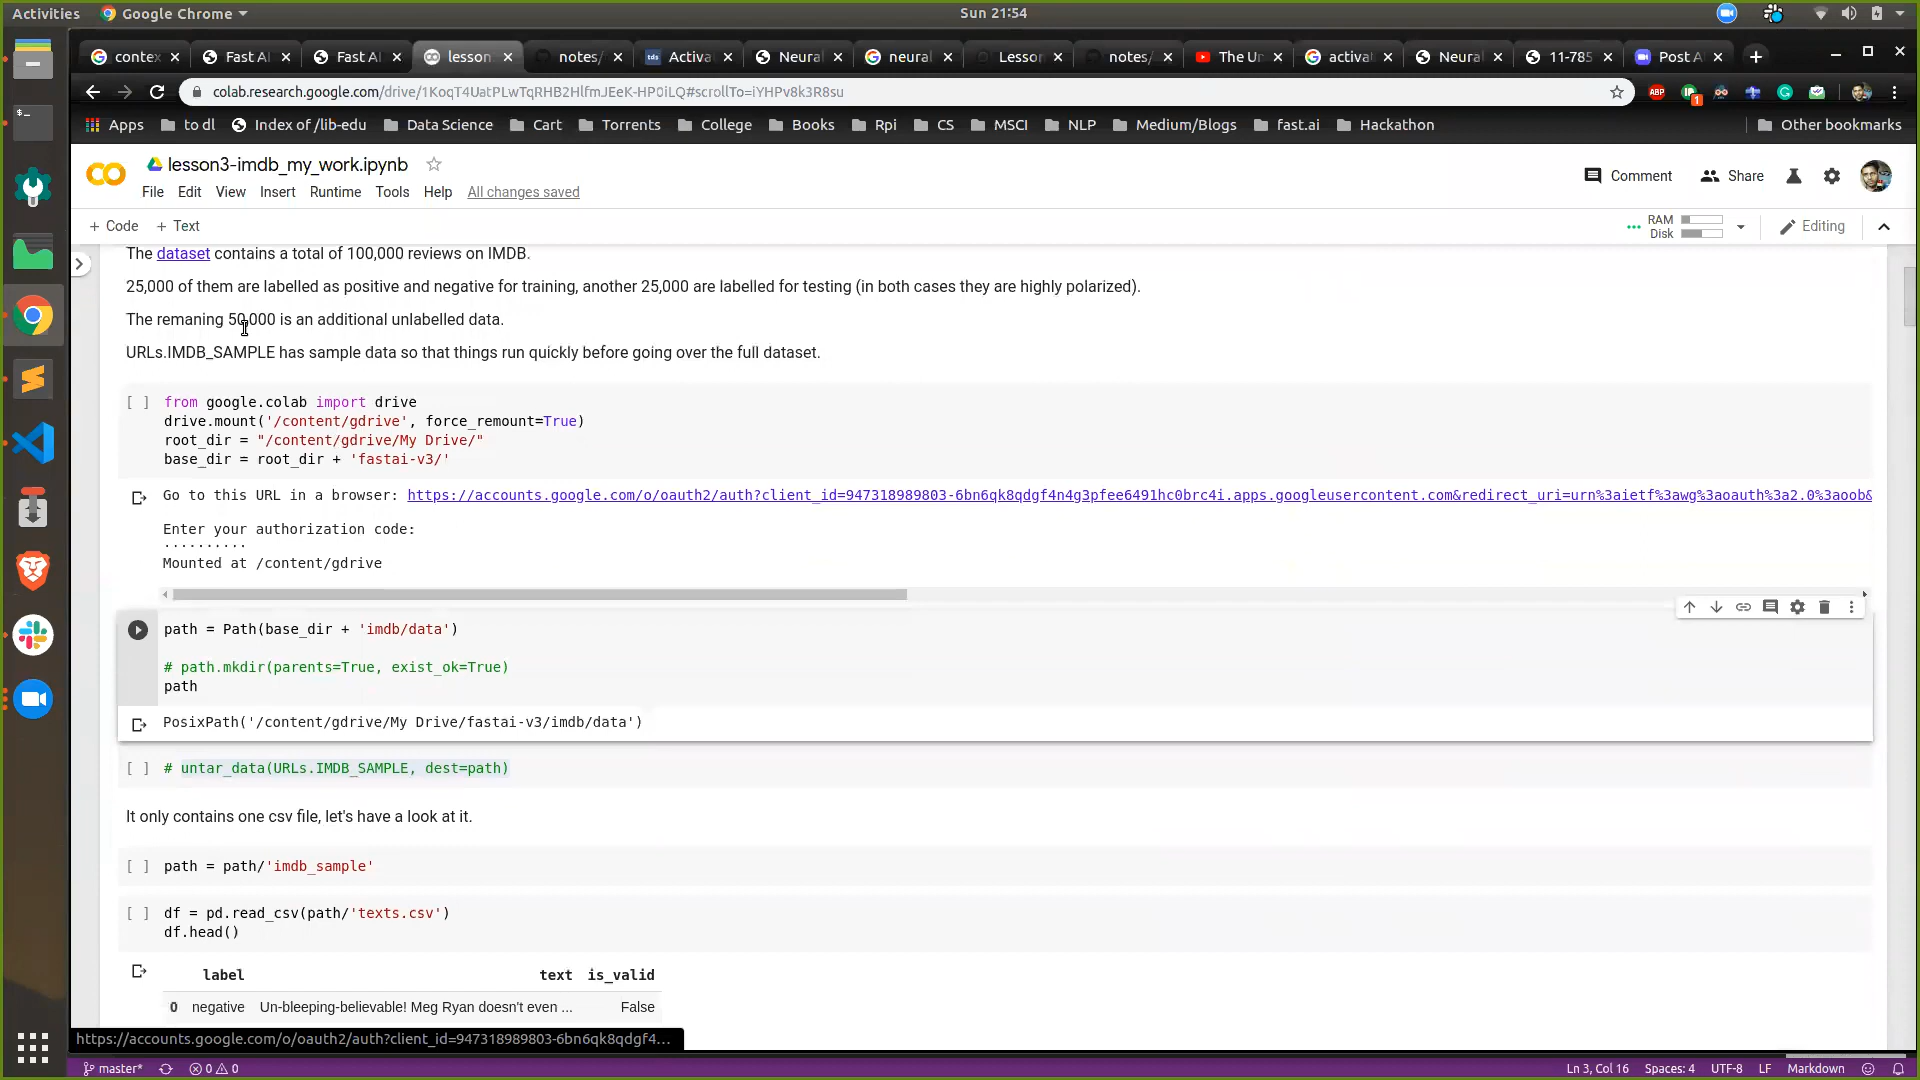 Activities Google Chrome Sun 21:54
contex Fast AI Fast AI lesson notes/ Activa Neural neural Lesson notes/ The Un activat Neural 11-785 Post A
colab.research.google.com/drive/1KoqT4UatPLwTqRHB2HlfmJEeK-HP0iLQ#scrollTo=iYHPv8k3R8su ABP 1
Apps to dl Index of /lib-edu Data Science Cart Torrents College Books Rpi CS MSCI NLP Medium/Blogs fast.ai Hackathon Other bookmarks
lesson3-imdb_my_work.ipynb
Comment Share
File Edit View Insert Runtime Tools Help All changes saved
+ Code + Text RAM Disk Editing
The dataset contains a total of 100,000 reviews on IMDB.
25,000 of them are labelled as positive and negative for training, another 25,000 are labelled for testing (in both cases they are highly polarized).
The remaning 50,000 is an additional unlabelled data.
URLs.IMDB_SAMPLE has sample data so that things run quickly before going over the full dataset.
[ ] from google.colab import drive
drive.mount('/content/gdrive', force_remount=True)
root_dir = "/content/gdrive/My Drive/"
base_dir = root_dir + 'fastai-v3/'
Go to this URL in a browser: https://accounts.google.com/o/oauth2/auth?client_id=947318989803-6bn6qk8qdgf4n4g3pfee6491hc0brc4i.apps.googleusercontent.com&redirect_uri=urn%3aietf%3awg%3aoauth%3a2.0%3aoob&
Enter your authorization code:
··········
Mounted at /content/gdrive
path = Path(base_dir + 'imdb/data')
# path.mkdir(parents=True, exist_ok=True)
path
PosixPath('/content/gdrive/My Drive/fastai-v3/imdb/data')
[ ] # untar_data(URLs.IMDB_SAMPLE, dest=path)
It only contains one csv file, let's have a look at it.
[ ] path = path/'imdb_sample'
[ ] df = pd.read_csv(path/'texts.csv')
df.head()
label text is_valid
0 negative Un-bleeping-believable! Meg Ryan doesn't even ... False
https://accounts.google.com/o/oauth2/auth?client_id=947318989803-6bn6qk8qdgf4...
master* 0 0 Ln 3, Col 16 Spaces: 4 UTF-8 LF Markdown